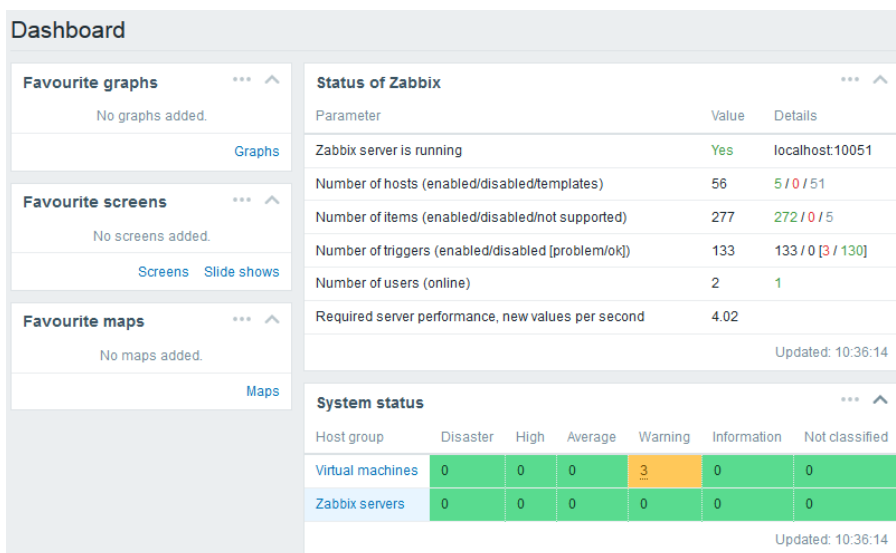 Dashboard
Favourite graphs
No graphs added.
Graphs
Favourite screens
No screens added.
Screens Slide shows
Favourite maps
No maps added.
Maps
Status of Zabbix
Parameter Value Details
Zabbix server is running Yes localhost:10051
Number of hosts (enabled/disabled/templates) 56 5 / 0 / 51
Number of items (enabled/disabled/not supported) 277 272 / 0 / 5
Number of triggers (enabled/disabled [problem/ok]) 133 133 / 0 [3 / 130]
Number of users (online) 2 1
Required server performance, new values per second 4.02
Updated: 10:36:14
System status
Host group Disaster High Average Warning Information Not classified
Virtual machines 0 0 0 3 0 0
Zabbix servers 0 0 0 0 0 0
Updated: 10:36:14